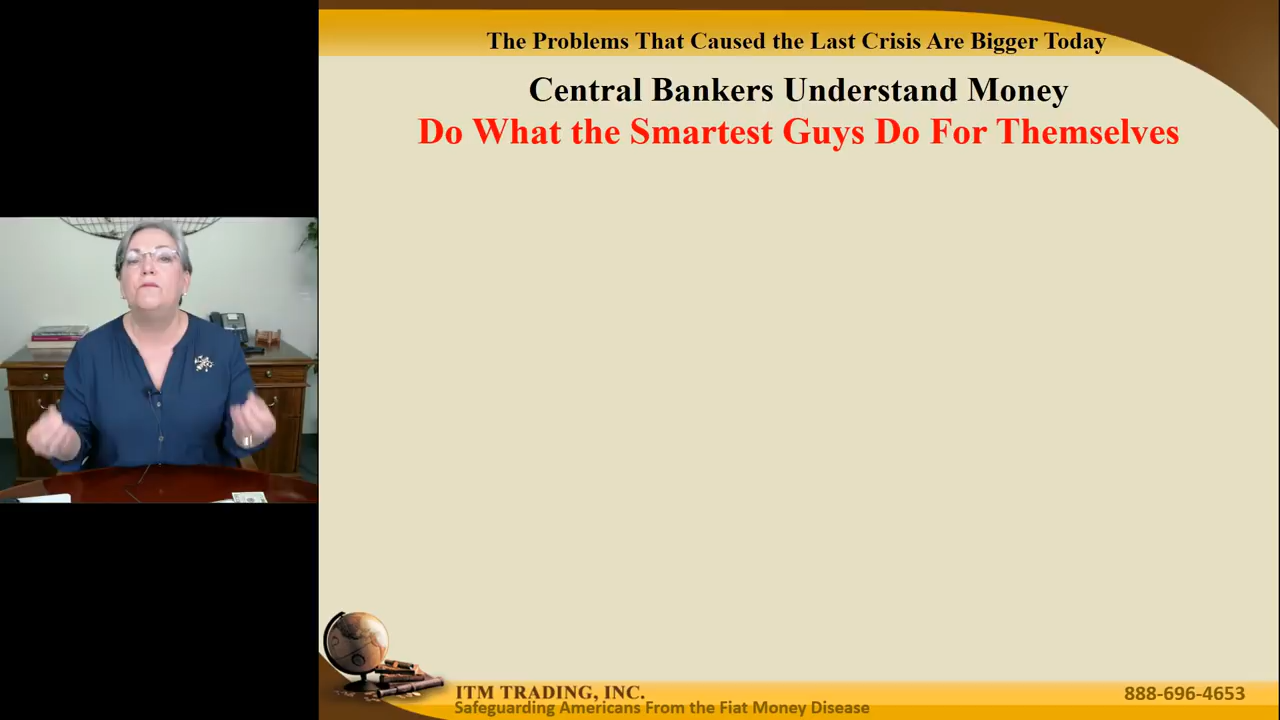 The Problems That Caused the Last Crisis Are Bigger Today
Central Bankers Understand Money
Do What the Smartest Guys Do For Themselves
ITM TRADING, INC.
Safeguarding Americans From the Fiat Money Disease
888-696-4653